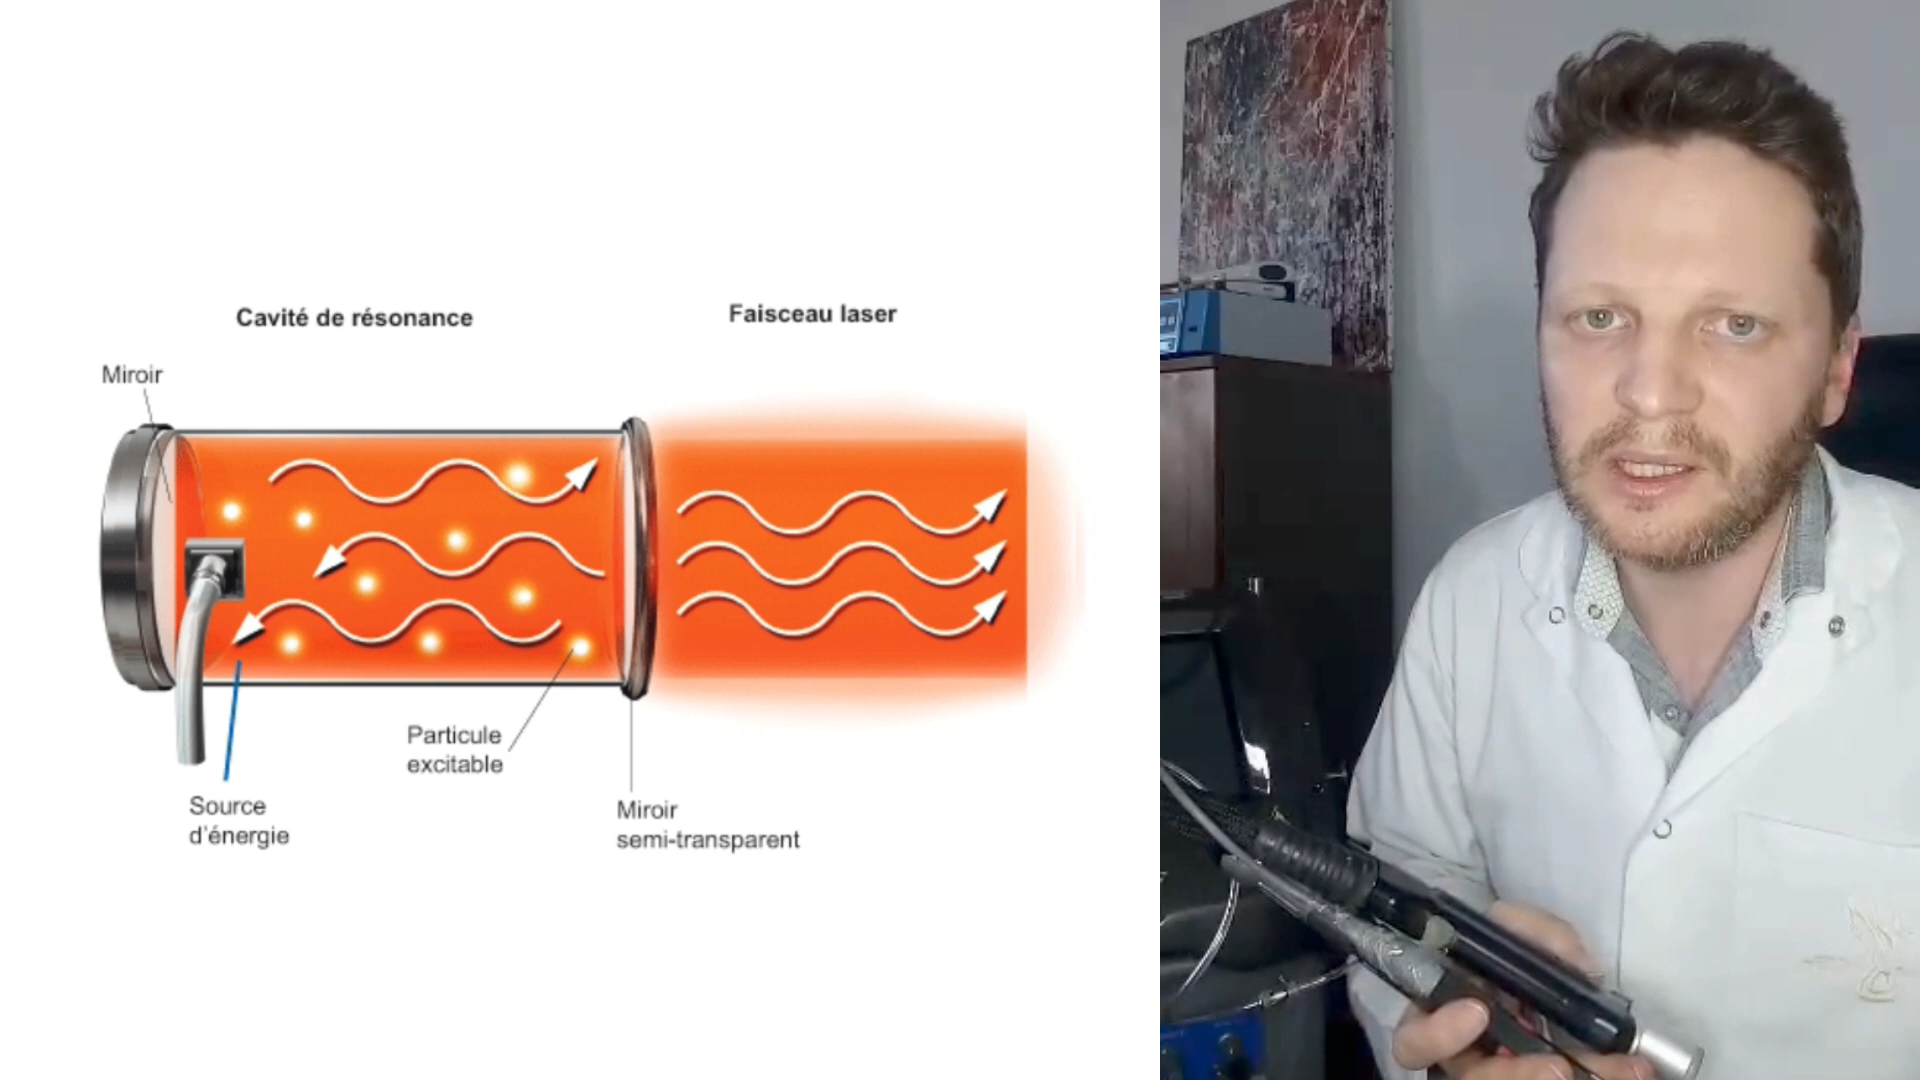 Cavité de résonance
Faisceau laser
Miroir
Particule
excitable
Source
d'énergie
Miroir
semi-transparent